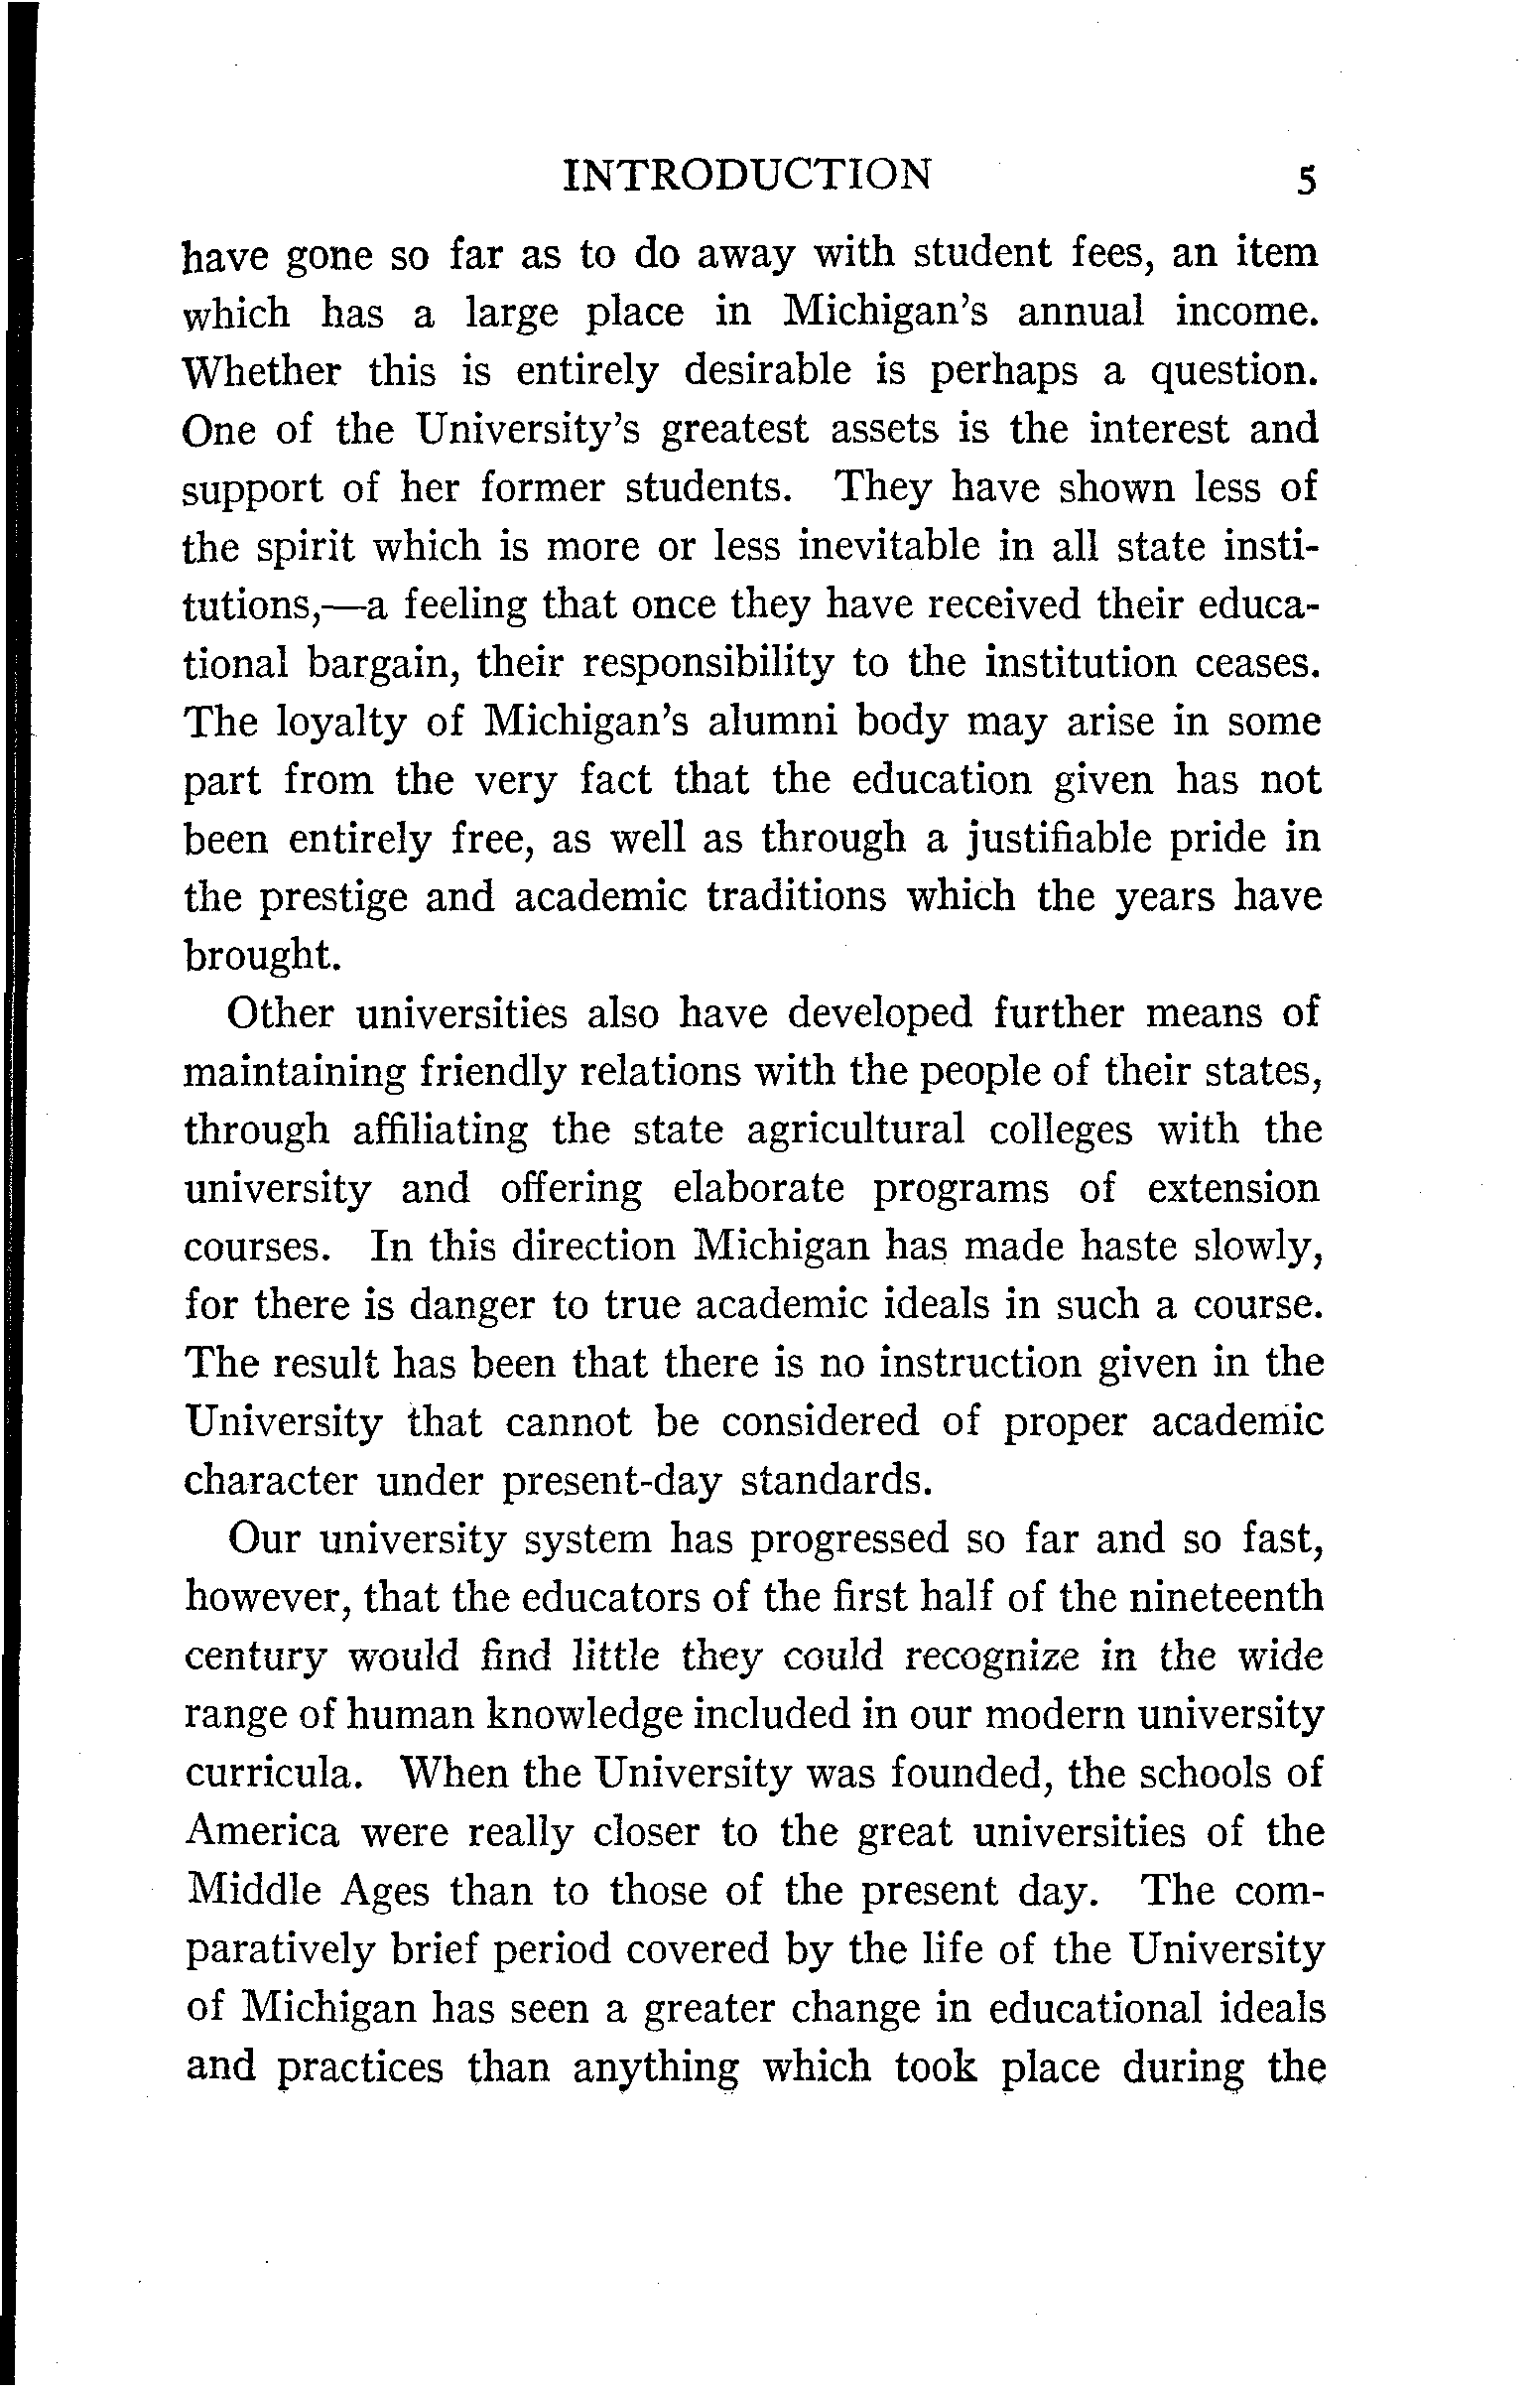 INTRODUCTION 5
have gone so far as to do away with student fees, an item
which has a large place in Michigan's annual income.
Whether this is entirely desirable is perhaps a question.
One of the University's greatest assets is the interest and
support of her former students. They have shown less of
the spirit which is more or less inevitable in all state insti-
tutions,—a feeling that once they have received their educa-
tional bargain, their responsibility to the institution ceases.
The loyalty of Michigan's alumni body may arise in some
part from the very fact that the education given has not
been entirely free, as well as through a justifiable pride in
the prestige and academic traditions which the years have
brought.
Other universities also have developed further means of
maintaining friendly relations with the people of their states,
through affiliating the state agricultural colleges with the
university and offering elaborate programs of extension
courses. In this direction Michigan has made haste slowly,
for there is danger to true academic ideals in such a course.
The result has been that there is no instruction given in the
University that cannot be considered of proper academic
character under present-day standards.
Our university system has progressed so far and so fast,
however, that the educators of the first half of the nineteenth
century would find little they could recognize in the wide
range of human knowledge included in our modern university
curricula. When the University was founded, the schools of
America were really closer to the great universities of the
Middle Ages than to those of the present day. The com-
paratively brief period covered by the life of the University
of Michigan has seen a greater change in educational ideals
and practices than anything which took place during the